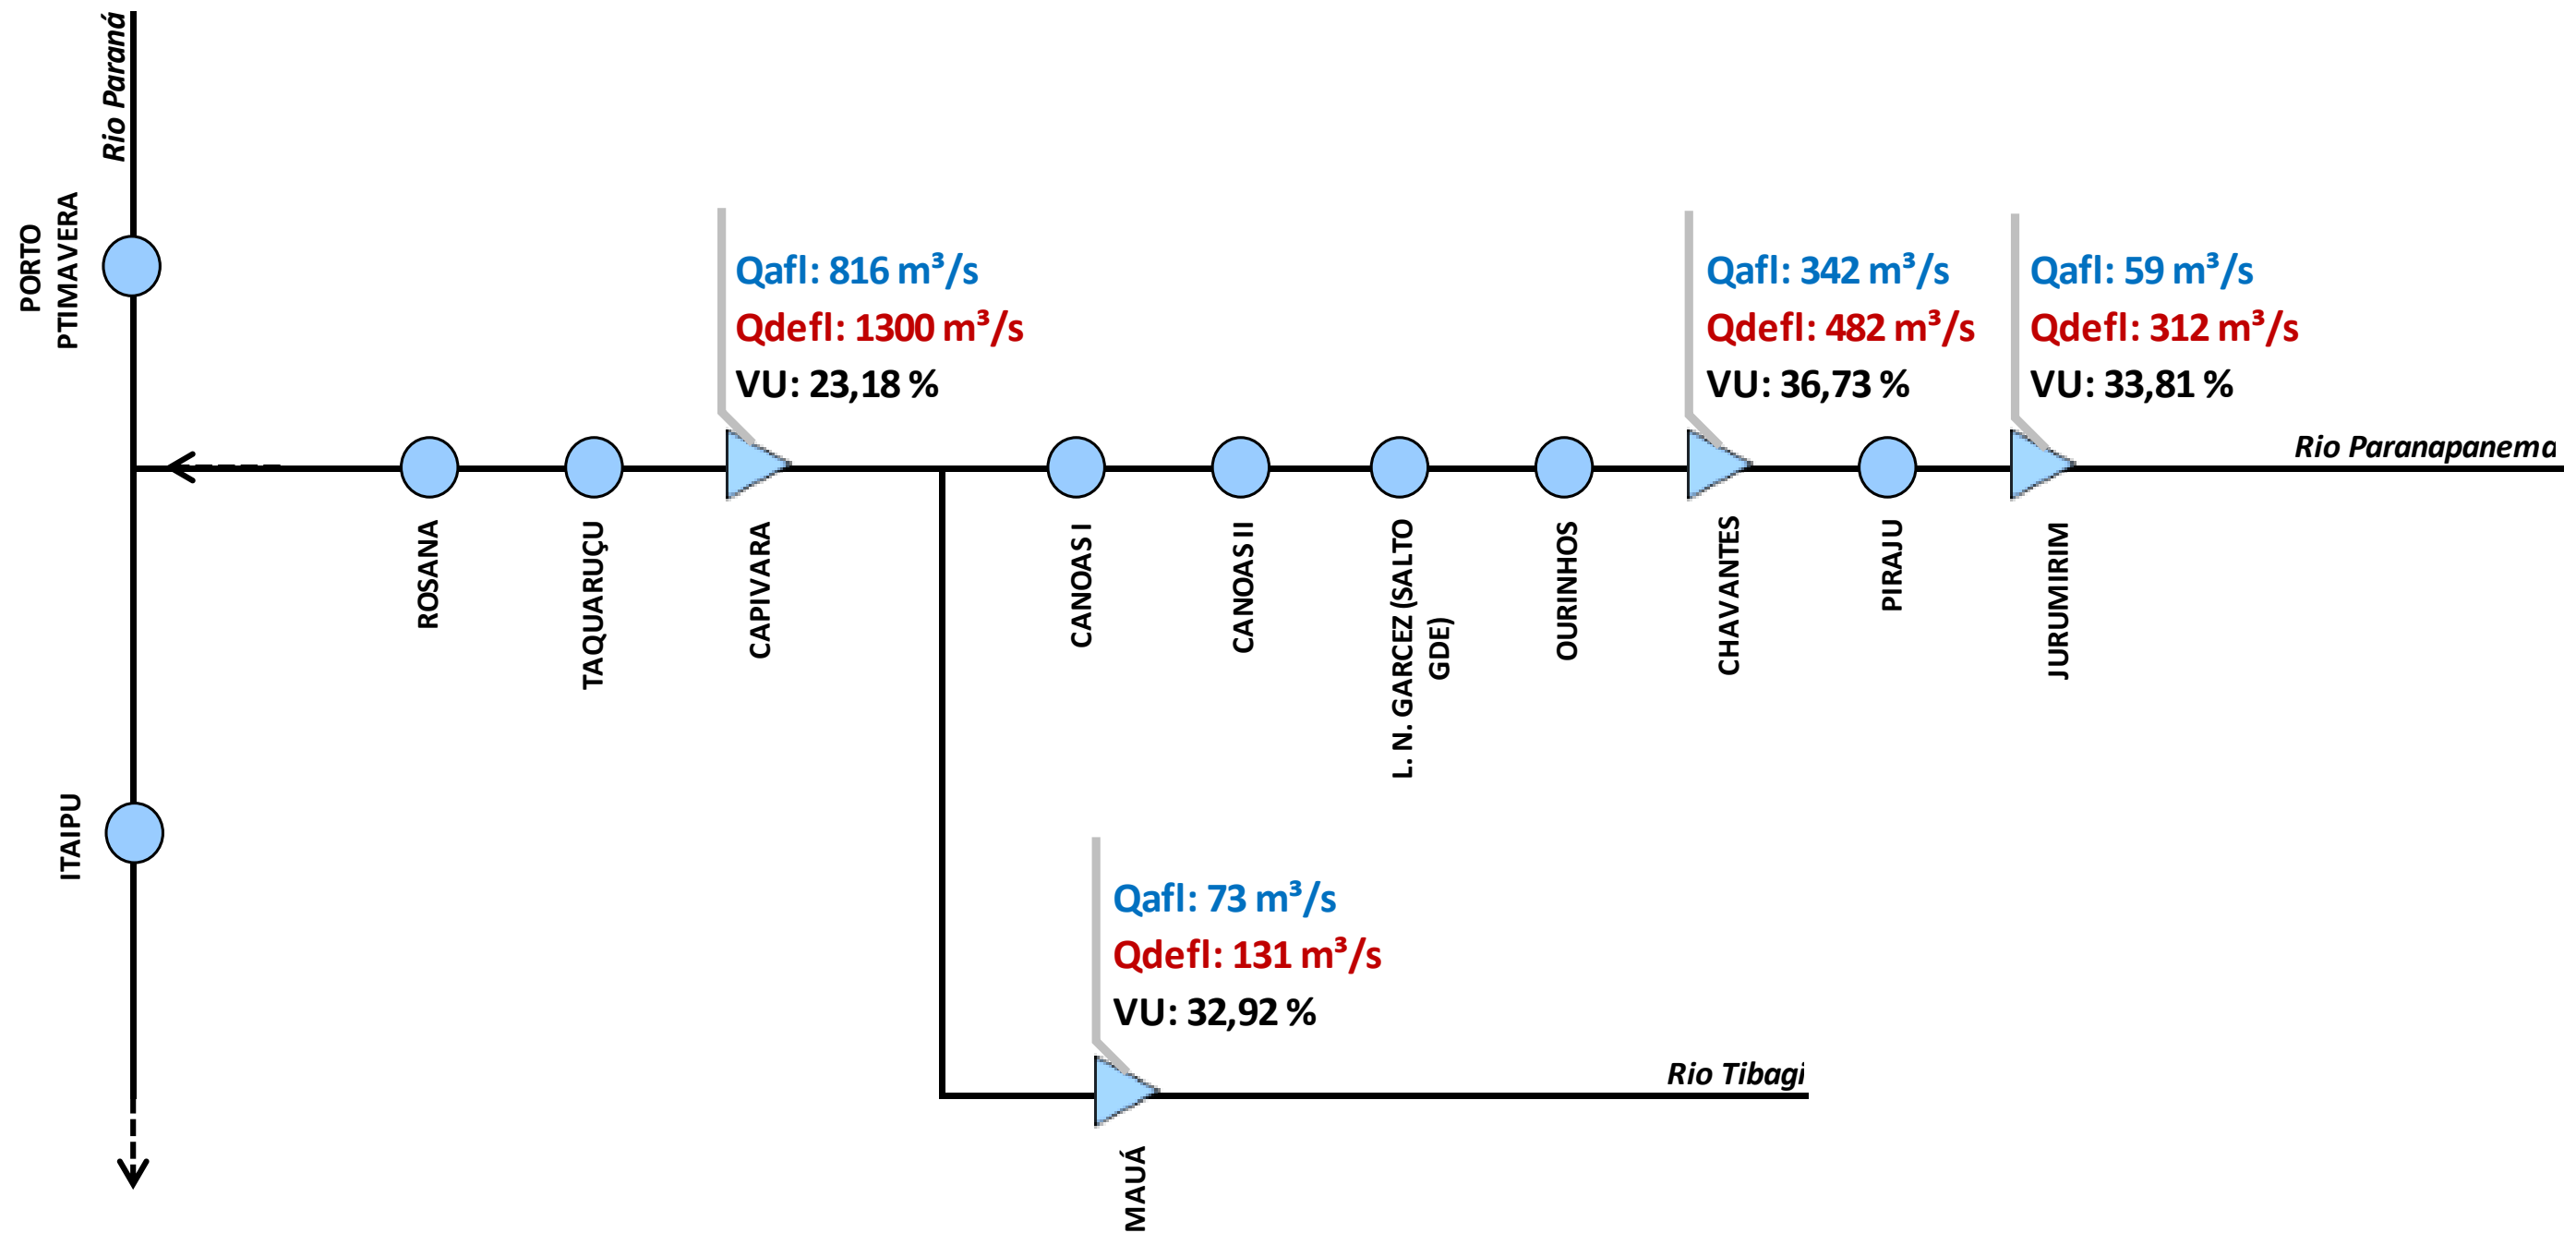 Rio Paraná
PORTO
PTIMAVERA
Qafl: 816 m³/s
Qdefl: 1300 m³/s
VU: 23,18 %
Qafl: 342 m³/s
Qdefl: 482 m³/s
VU: 36,73 %
Qafl: 59 m³/s
Qdefl: 312 m³/s
VU: 33,81 %
Rio Paranapanema
ROSANA
TAQUARUÇU
CAPIVARA
CANOAS I
CANOAS II
L. N. GARCEZ (SALTO
GDE)
OURINHOS
CHAVANTES
PIRAJU
JURUMIRIM
ITAIPU
Qafl: 73 m³/s
Qdefl: 131 m³/s
VU: 32,92 %
Rio Tibagi
MAUÁ